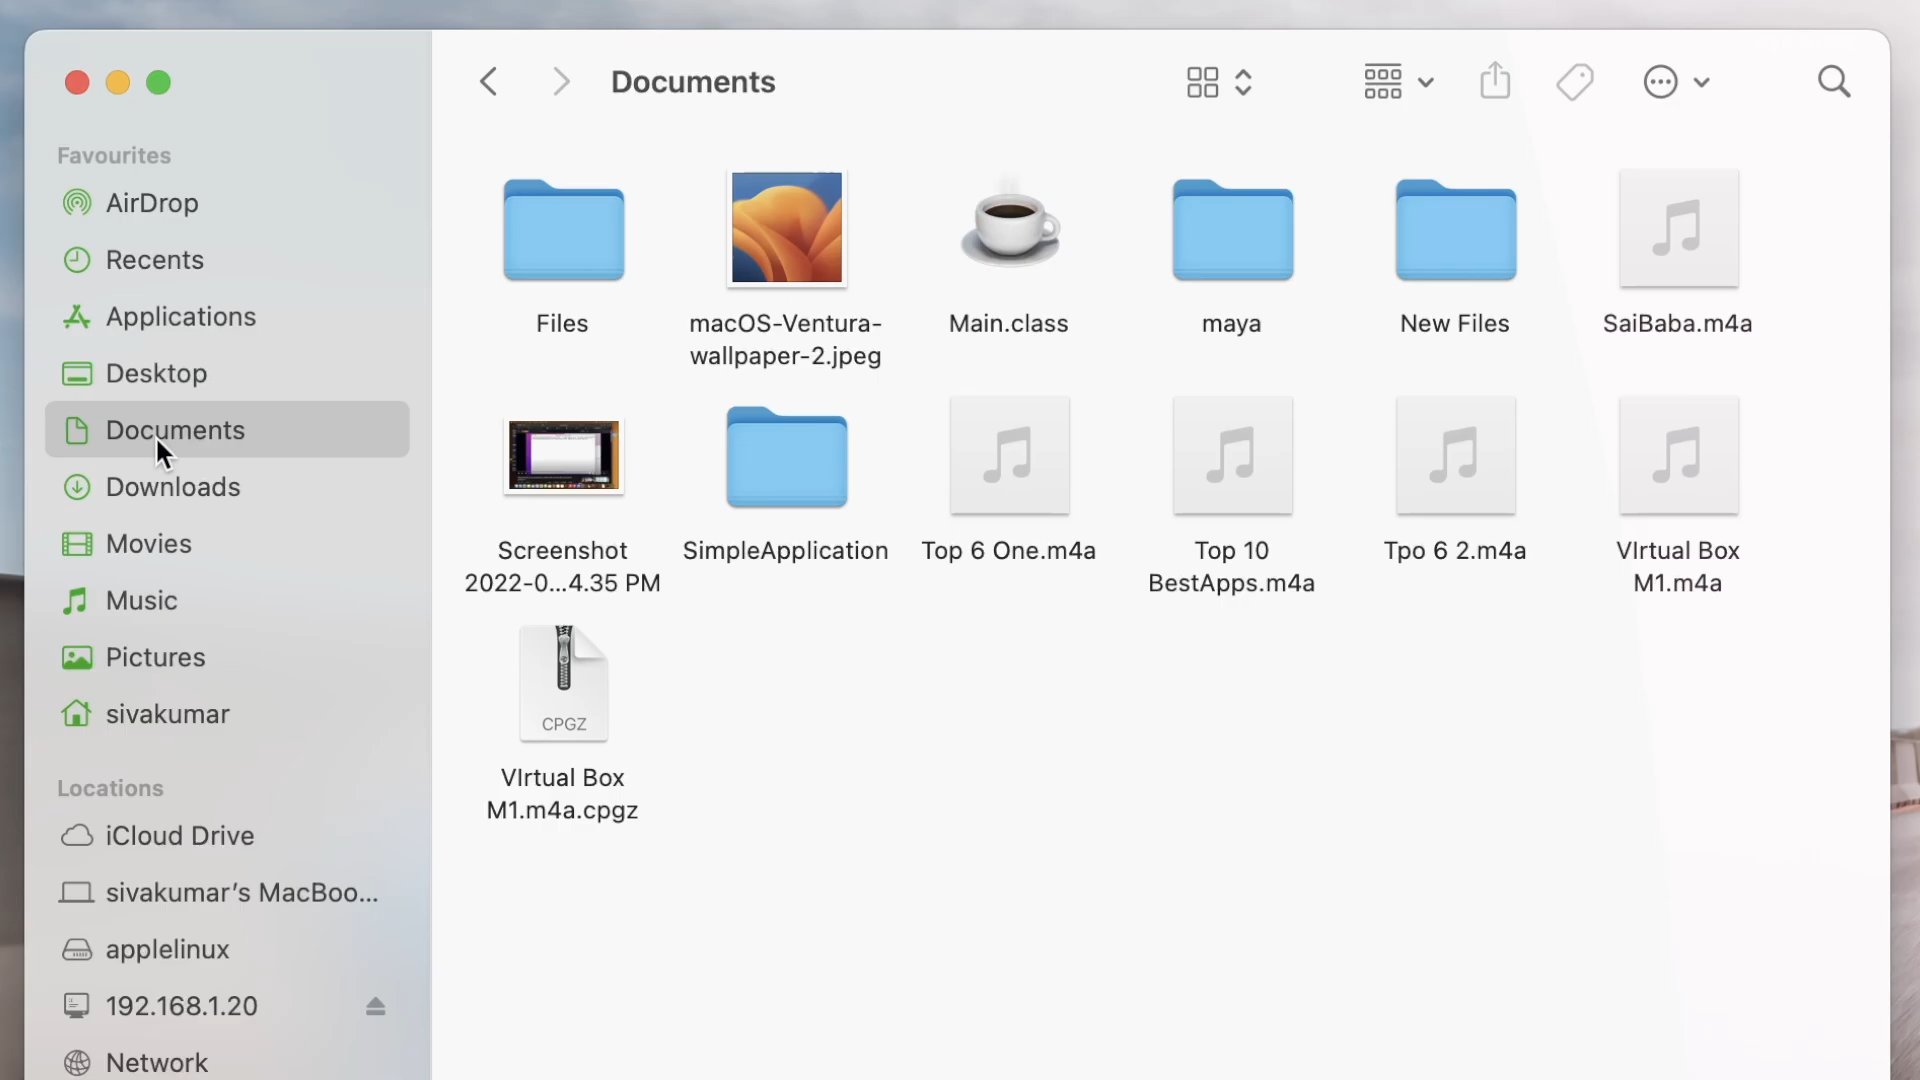 Documents
Favourites
AirDrop
Recents
Applications
Desktop
Documents
Downloads
Movies
Music
Pictures
sivakumar
Locations
iCloud Drive
sivakumar's MacBoo...
applelinux
192.168.1.20
Network
Files
macOS-Ventura-
wallpaper-2.jpeg
Main.class
maya
New Files
SaiBaba.m4a
Screenshot
2022-0...4.35 PM
SimpleApplication
Top 6 One.m4a
Top 10
BestApps.m4a
Tpo 6 2.m4a
VIrtual Box
M1.m4a
CPGZ
VIrtual Box
M1.m4a.cpgz